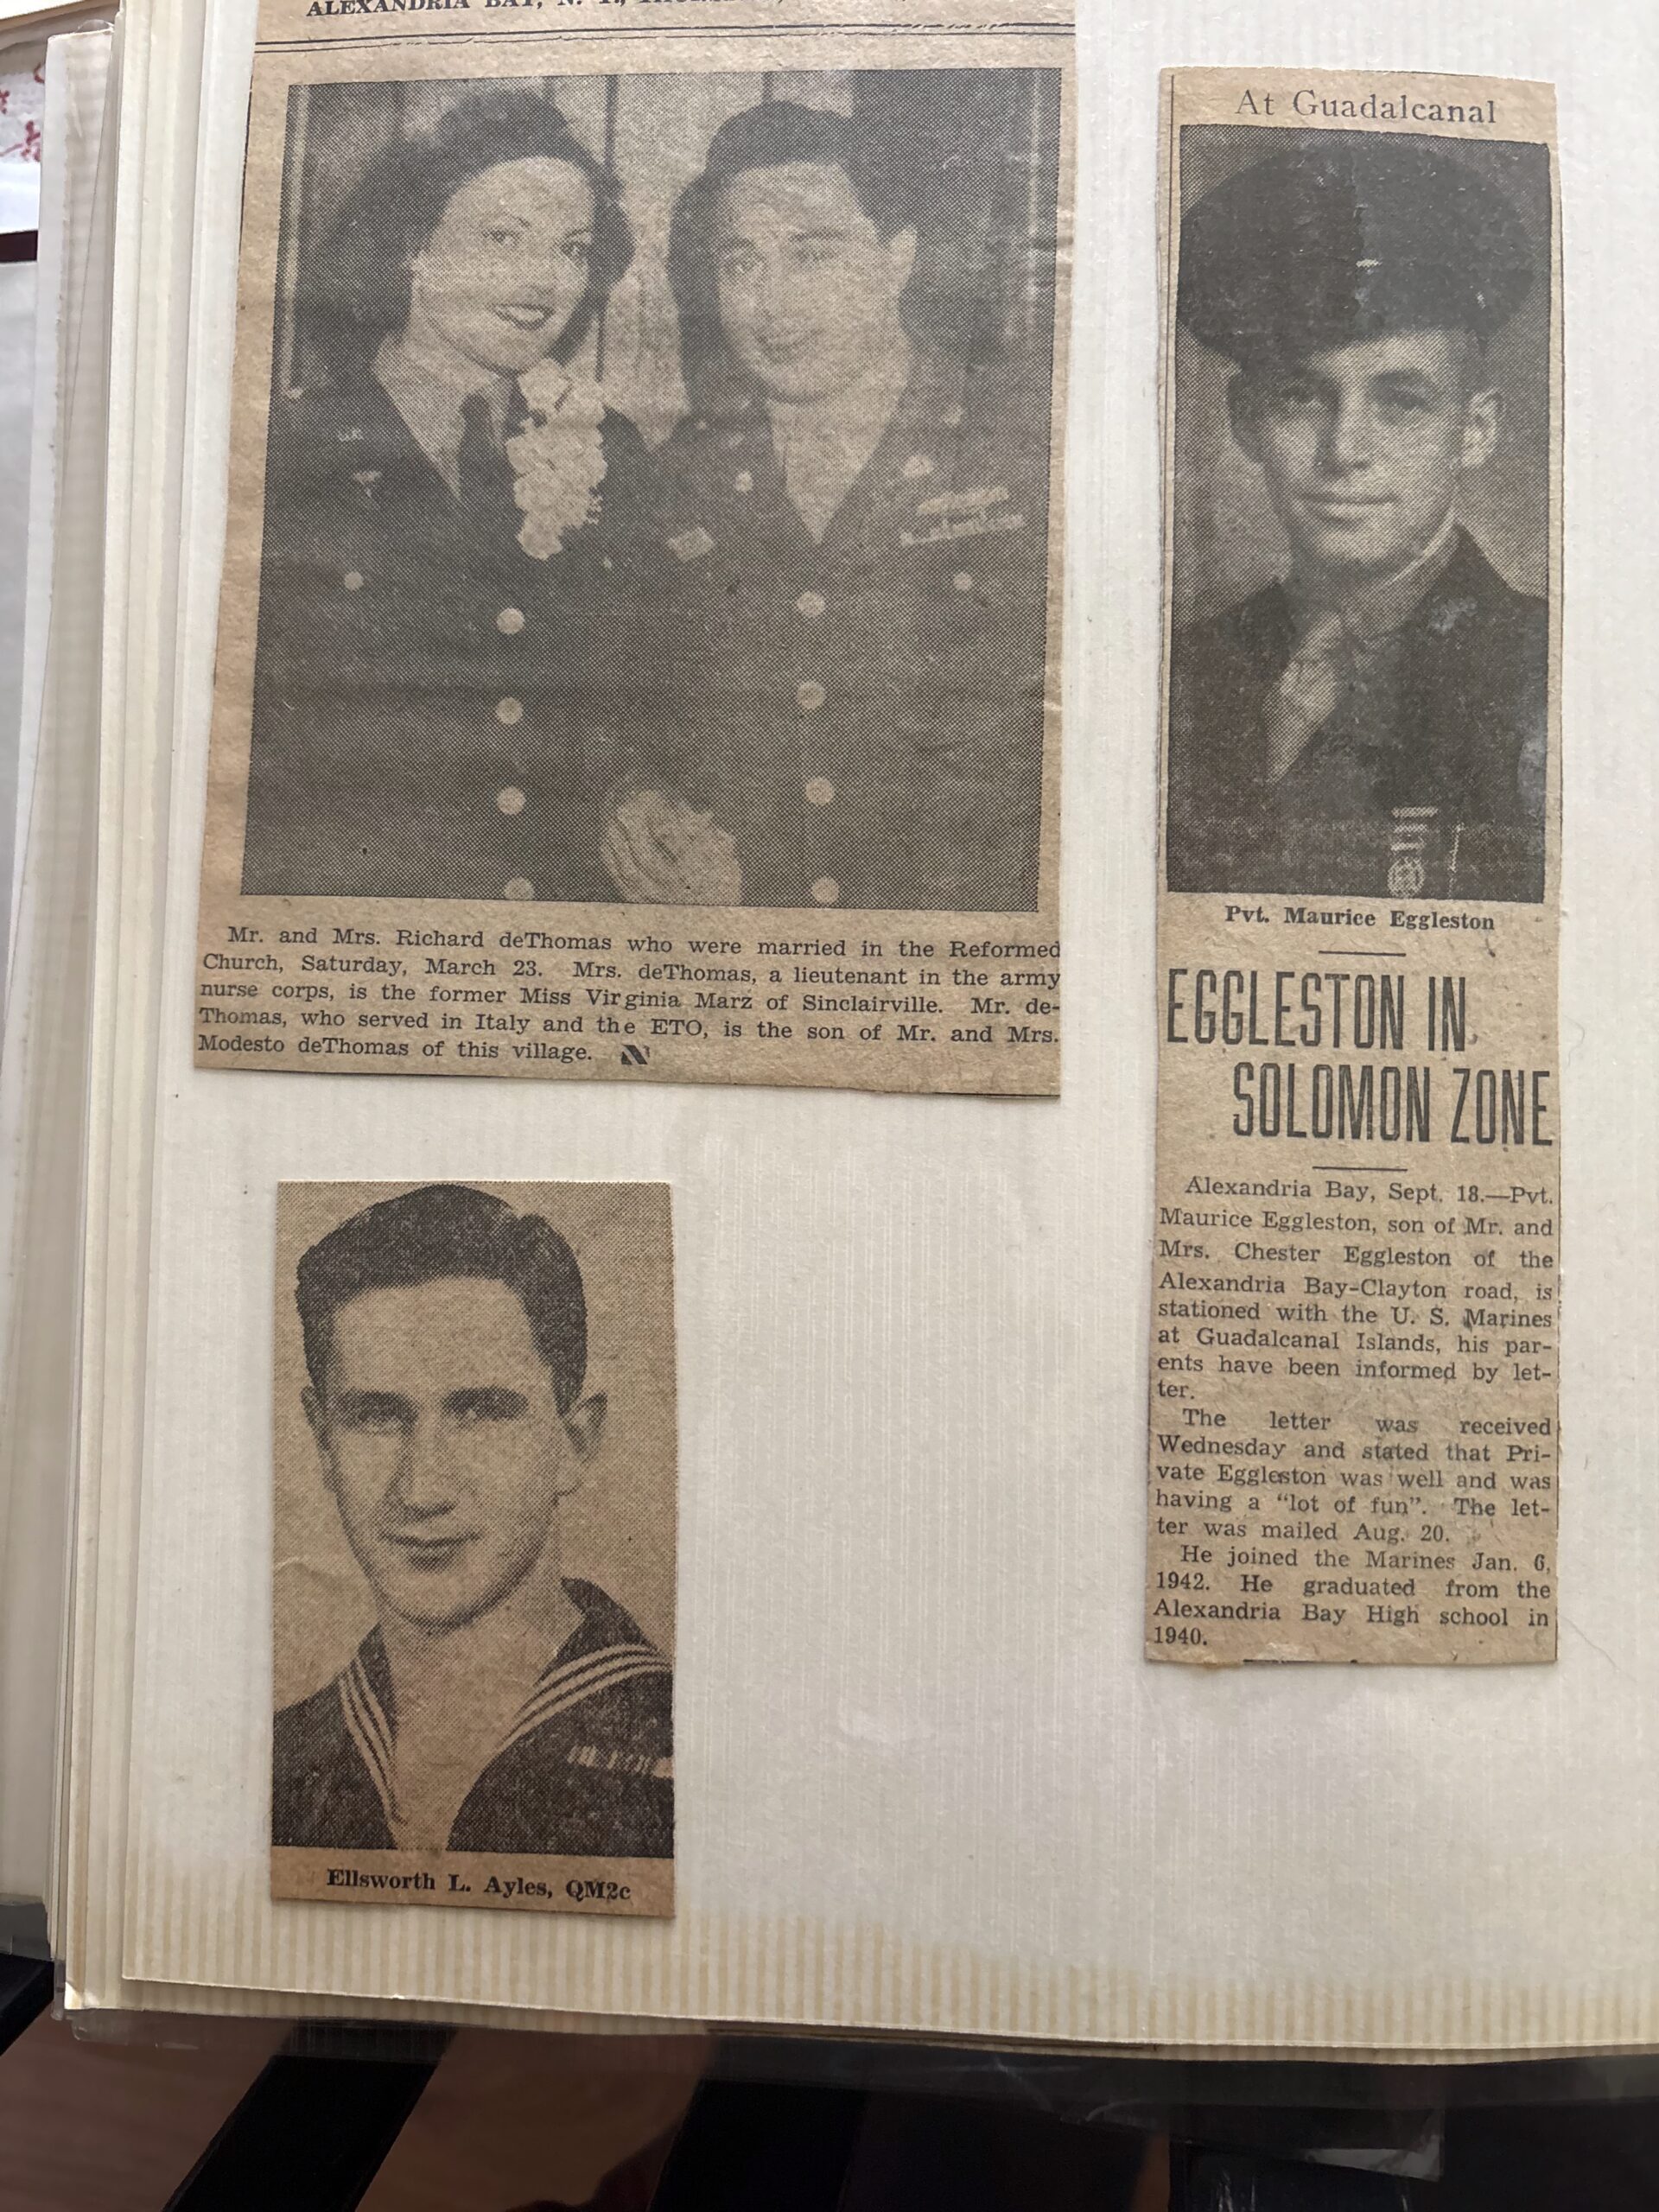 ALEXANDRIA BAY, N. Y.,
Mr. and Mrs. Richard deThomas who were married in the Reformed
Church, Saturday, March 23. Mrs. deThomas, a lieutenant in the army
nurse corps, is the former Miss Virginia Marz of Sinclairville. Mr. de-
Thomas, who served in Italy and the ETO, is the son of Mr. and Mrs.
Modesto deThomas of this village.
Ellsworth L. Ayles, QM2c
At Guadalcanal
Pvt. Maurice Eggleston
EGGLESTON IN
SOLOMON ZONE
Alexandria Bay, Sept. 18.—Pvt.
Maurice Eggleston, son of Mr. and
Mrs. Chester Eggleston of the
Alexandria Bay-Clayton road, is
stationed with the U. S. Marines
at Guadalcanal Islands, his par-
ents have been informed by let-
ter.
The letter was received
Wednesday and stated that Pri-
vate Eggleston was well and was
having a “lot of fun”. The let-
ter was mailed Aug. 20.
He joined the Marines Jan. 6,
1942. He graduated from the
Alexandria Bay High school in
1940.